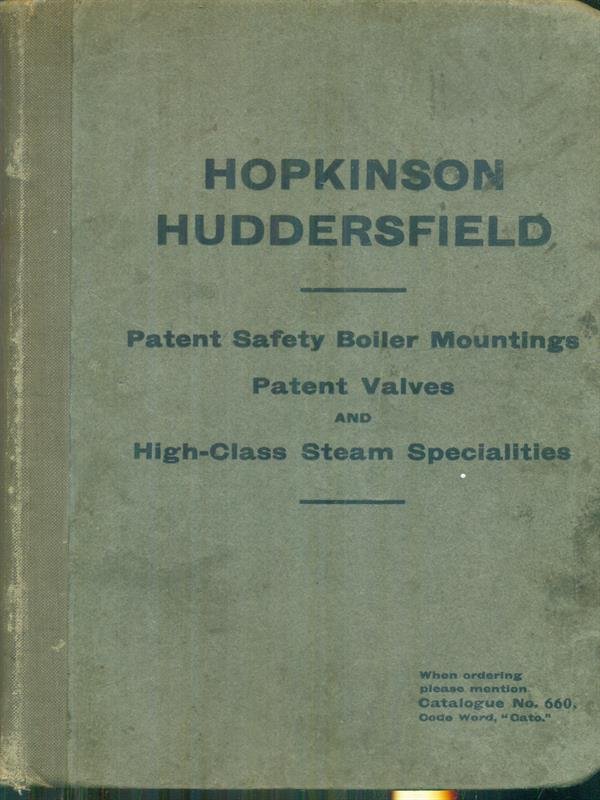 HOPKINSON
HUDDERSFIELD
Patent Safety Boiler Mountings
Patent Valves
AND
High-Class Steam Specialities
When ordering
please mention
Catalogue No. 660,
Code Word, "Cato."